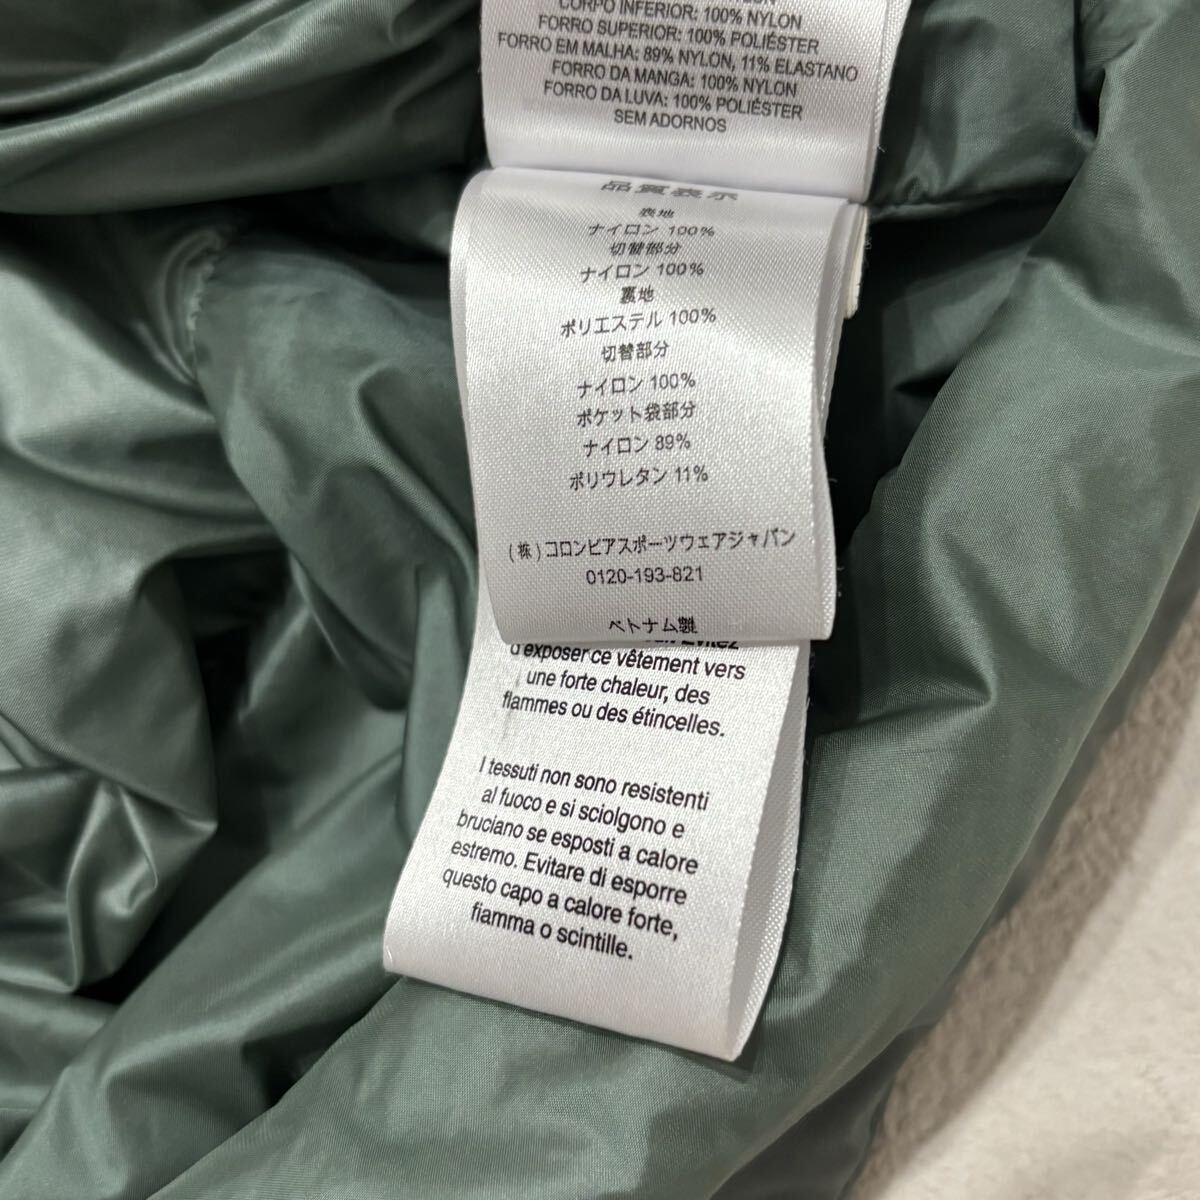 CORPO INFERIOR: 100% NYLON
FORRO SUPERIOR: 100% POLIÉSTER
FORRO EM MALHA: 89% NYLON, 11% ELASTANO
FORRO DA MANGA: 100% NYLON
FORRO DA LUVA: 100% POLIÉSTER
SEM ADORNOS
品質表示
表地
ナイロン 100%
切替部分
ナイロン 100%
裏地
ポリエステル 100%
切替部分
ナイロン 100%
ポケット袋部分
ナイロン 89%
ポリウレタン 11%
(株)コロンビアスポーツウェアジャパン
0120-193-821
ベトナム製
Évitez
d'exposer ce vêtement vers
une forte chaleur, des
flammes ou des étincelles.
I tessuti non sono resistenti
al fuoco e si sciolgono e
bruciano se esposti a calore
estremo. Evitare di esporre
questo capo a calore forte,
fiamma o scintille.